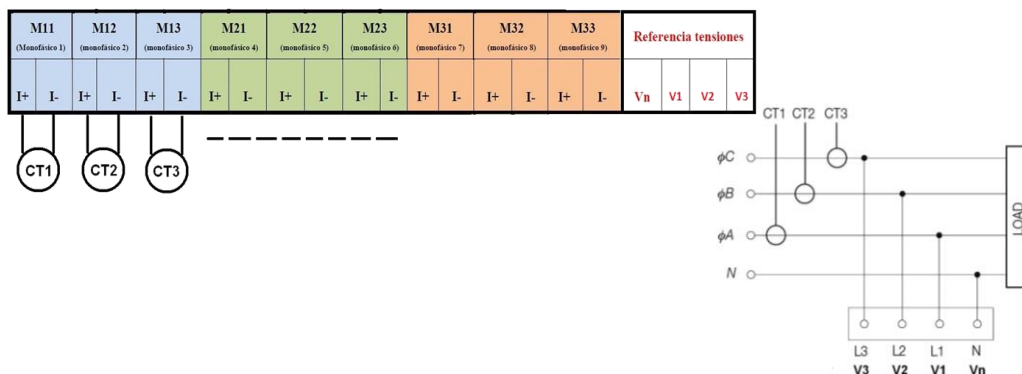 M11 M12 M13 M21 M22 M23 M31 M32 M33 Referencia tensiones
(Monofásico 1) (monofásico 2) (monofásico 3) (monofásico 4) (monofásico 5) (monofásico 6) (monofásico 7) (monofásico 8) (monofásico 9)
I+ I- I+ I- I+ I- I+ I- I+ I- I+ I- I+ I- I+ I- I+ I- Vn V1 V2 V3
CT1 CT2 CT3
CT1 CT2 CT3
ϕC
ϕB
ϕA
N
LOAD
L3 L2 L1 N
V3 V2 V1 Vn